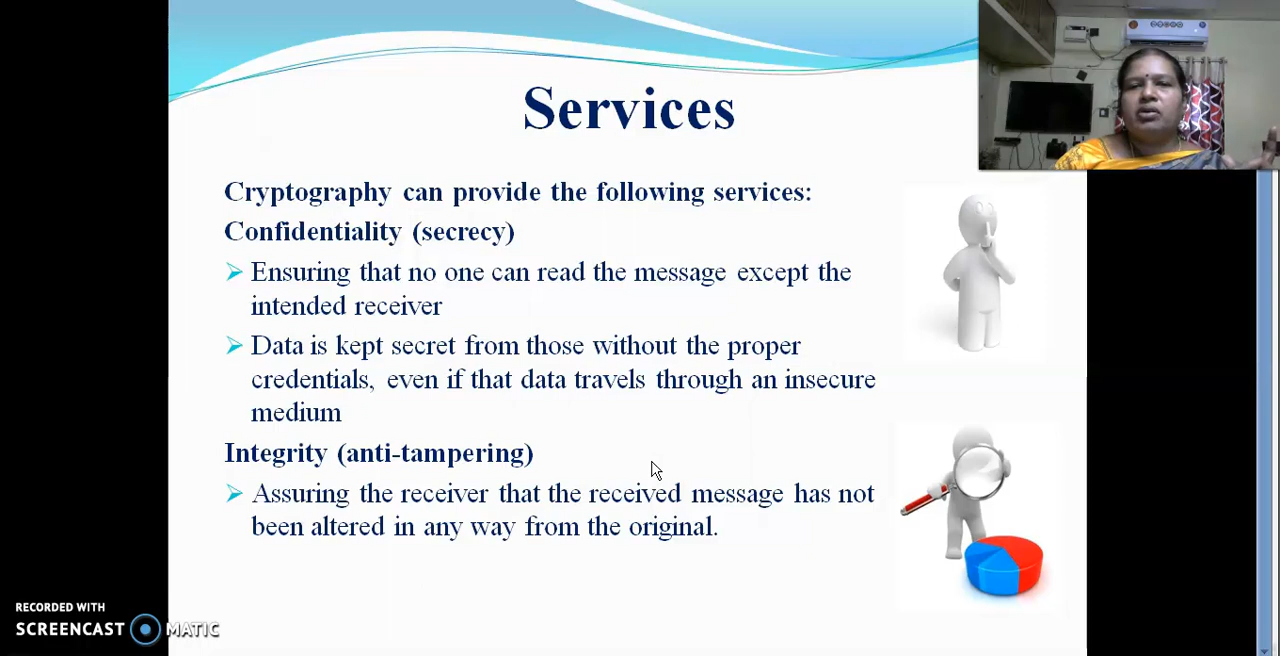 Services
Cryptography can provide the following services:
Confidentiality (secrecy)
Ensuring that no one can read the message except the
intended receiver
Data is kept secret from those without the proper
credentials, even if that data travels through an insecure
medium
Integrity (anti-tampering)
Assuring the receiver that the received message has not
been altered in any way from the original.
RECORDED WITH
SCREENCAST MATIC